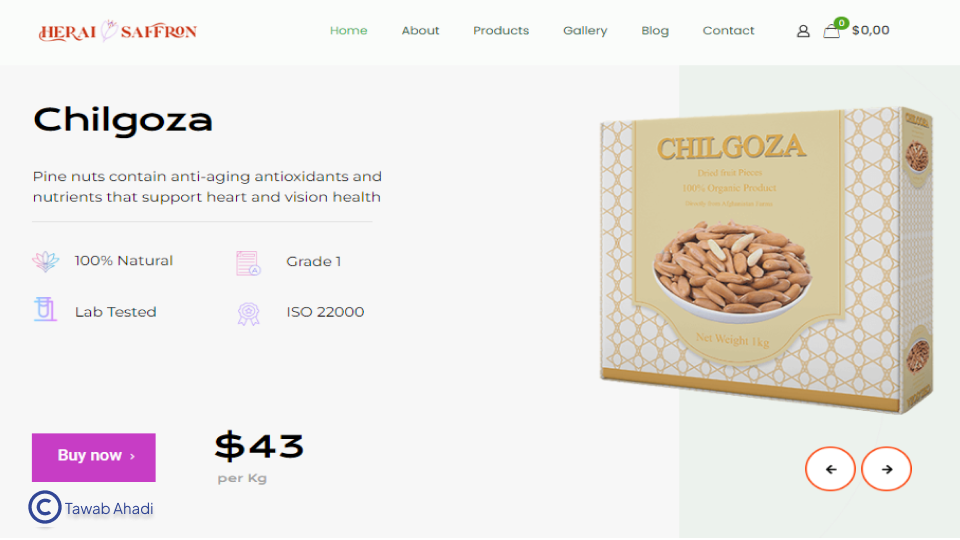 HERAI SAFFRON
Home About Products Gallery Blog Contact 0 $0,00
Chilgoza
Pine nuts contain anti-aging antioxidants and
nutrients that support heart and vision health
100% Natural
Grade 1
Lab Tested
ISO 22000
Buy now ›
$43
per Kg
© Tawab Ahadi
CHILGOZA
Dried fruit Pieces
100% Organic Product
Net Weight 1kg
CHILGOZA